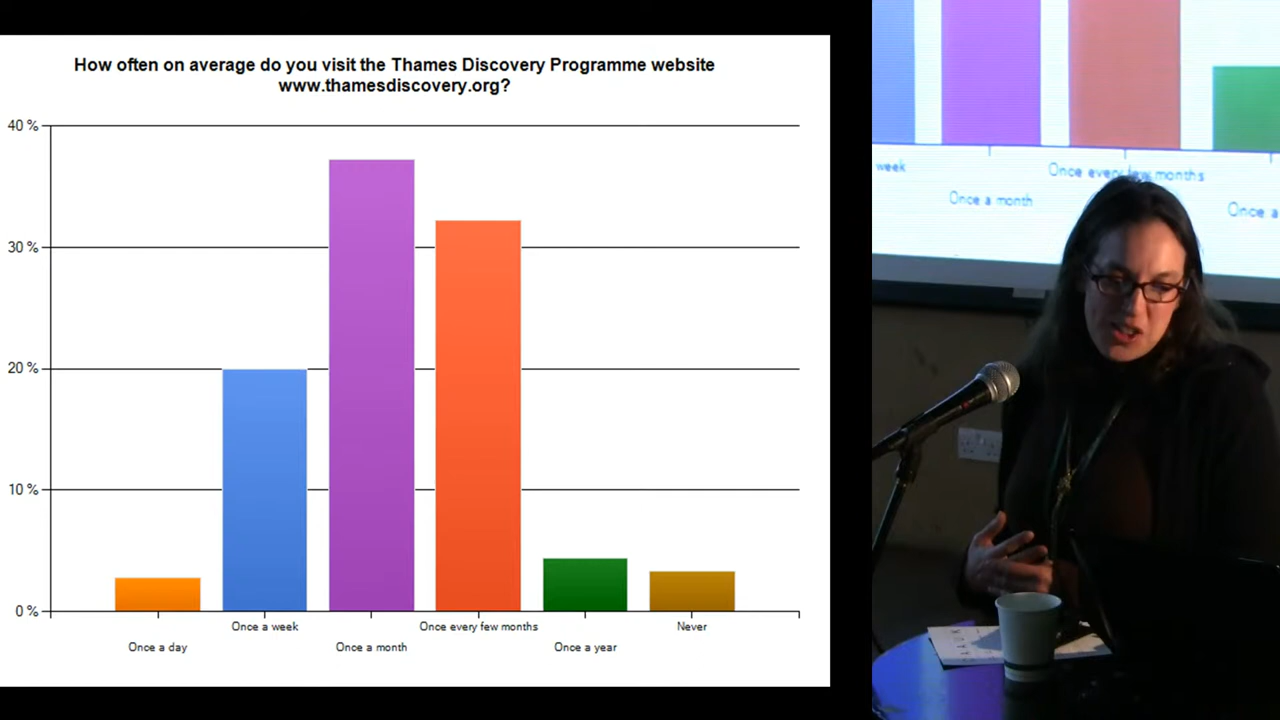 How often on average do you visit the Thames Discovery Programme website
www.thamesdiscovery.org?
40 %
30 %
20 %
10 %
0 %
Once a day
Once a week
Once a month
Once every few months
Once a year
Never
week
Once a month
Once every few months
Once a